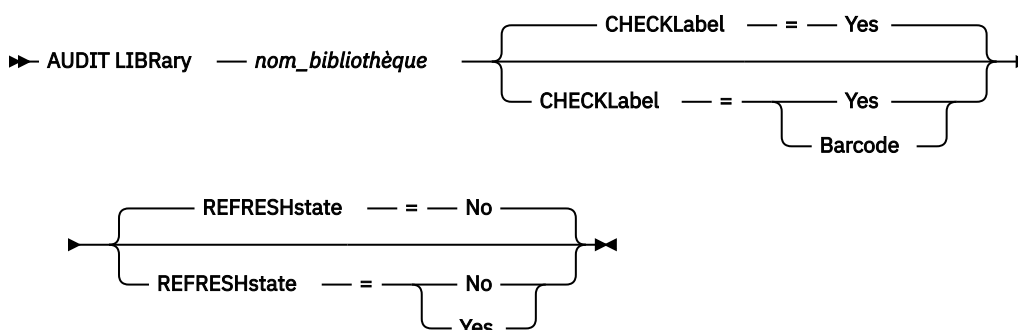 CHECKLabel = Yes
AUDIT LIBRary nom_bibliothèque
CHECKLabel = Yes
Barcode
REFRESHstate = No
REFRESHstate = No
Yes